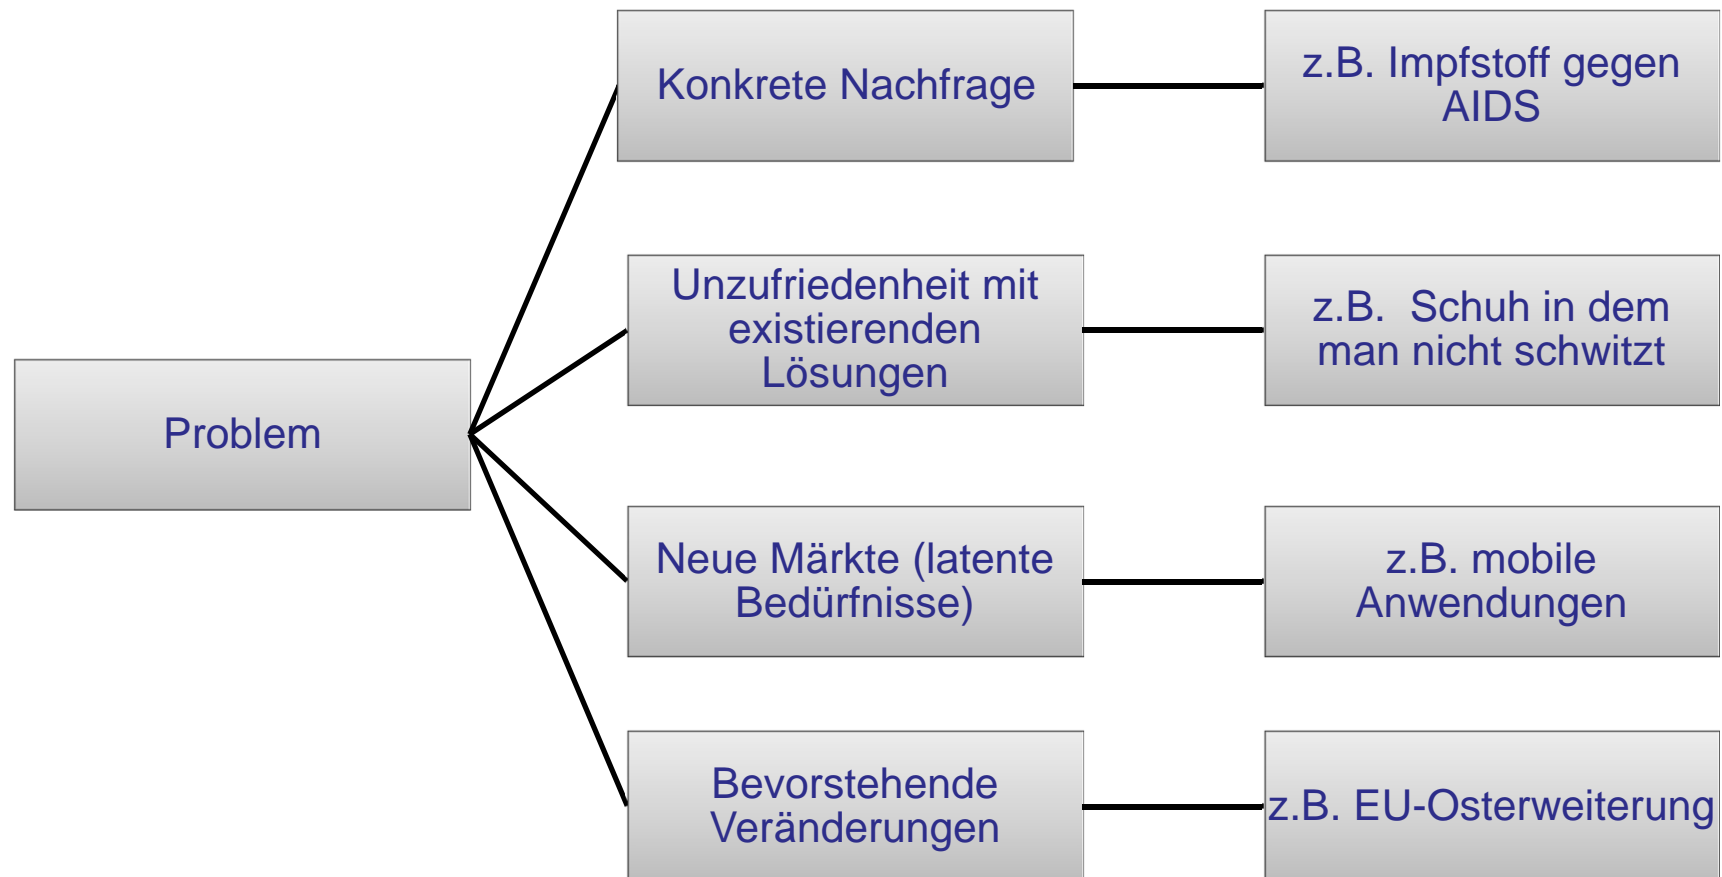 Problem
Konkrete Nachfrage
z.B. Impfstoff gegen
AIDS
Unzufriedenheit mit
existierenden
Lösungen
z.B.  Schuh in dem
man nicht schwitzt
Neue Märkte (latente
Bedürfnisse)
z.B. mobile
Anwendungen
Bevorstehende
Veränderungen
z.B. EU-Osterweiterung